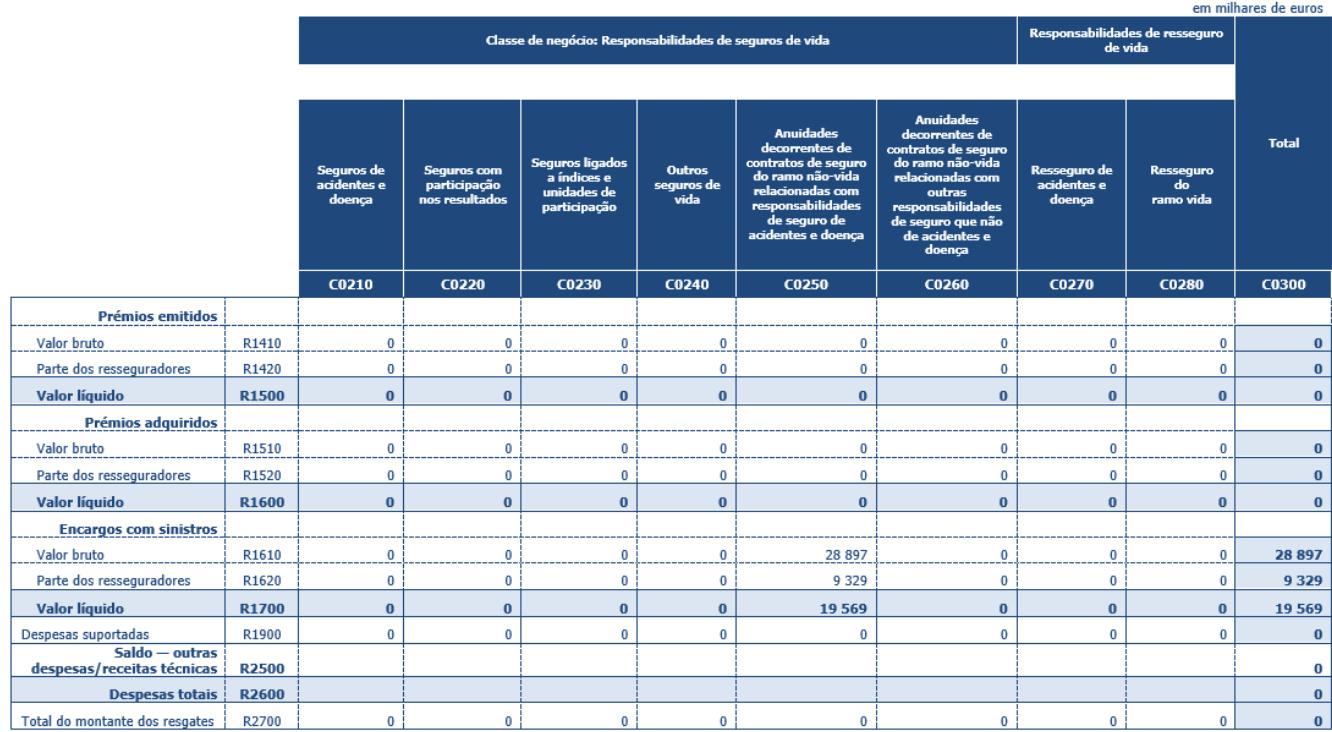 em milhares de euros
Classe de negócio: Responsabilidades de seguros de vida
Responsabilidades de resseguro
de vida
Total
Seguros de
acidentes e
doença
Seguros com
participação
nos resultados
Seguros ligados
a índices e
unidades de
participação
Outros
seguros de
vida
Anuidades
decorrentes de
contratos de seguro
do ramo não-vida
relacionadas com
responsabilidades
de seguro de
acidentes e doença
Anuidades
decorrentes de
contratos de seguro
do ramo não-vida
relacionadas com
outras
responsabilidades
de seguro que não
de acidentes e
doença
Resseguro de
acidentes e
doença
Resseguro
do
ramo vida
C0210 C0220 C0230 C0240 C0250 C0260 C0270 C0280 C0300
Prémios emitidos
Valor bruto R1410 0 0 0 0 0 0 0 0 0
Parte dos resseguradores R1420 0 0 0 0 0 0 0 0 0
Valor líquido R1500 0 0 0 0 0 0 0 0 0
Prémios adquiridos
Valor bruto R1510 0 0 0 0 0 0 0 0 0
Parte dos resseguradores R1520 0 0 0 0 0 0 0 0 0
Valor líquido R1600 0 0 0 0 0 0 0 0 0
Encargos com sinistros
Valor bruto R1610 0 0 0 0 28 897 0 0 0 28 897
Parte dos resseguradores R1620 0 0 0 0 9 329 0 0 0 9 329
Valor líquido R1700 0 0 0 0 19 569 0 0 0 19 569
Despesas suportadas R1900 0 0 0 0 0 0 0 0 0
Saldo — outras
despesas/receitas técnicas R2500 0
Despesas totais R2600 0
Total do montante dos resgates R2700 0 0 0 0 0 0 0 0 0